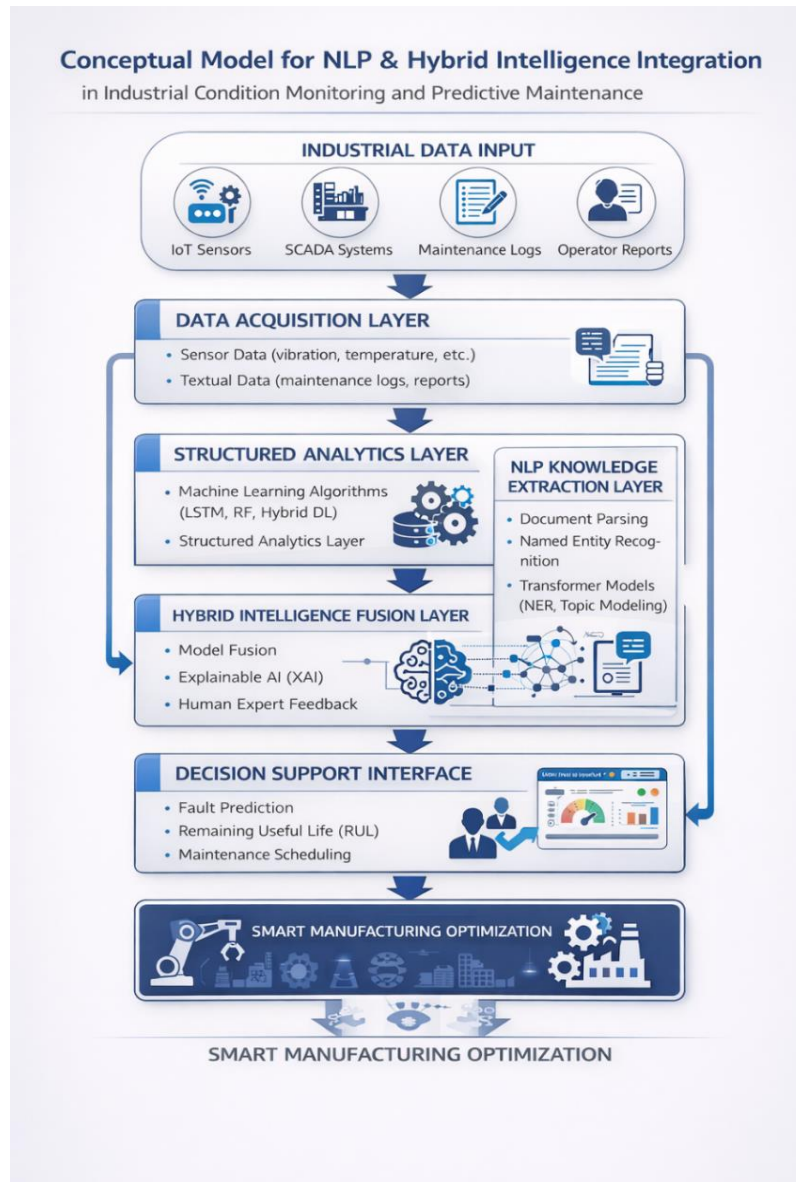 Conceptual Model for NLP & Hybrid Intelligence Integration
in Industrial Condition Monitoring and Predictive Maintenance
INDUSTRIAL DATA INPUT
IoT Sensors
SCADA Systems
Maintenance Logs
Operator Reports
DATA ACQUISITION LAYER
• Sensor Data (vibration, temperature, etc.)
• Textual Data (maintenance logs, reports)
STRUCTURED ANALYTICS LAYER
• Machine Learning Algorithms
(LSTM, RF, Hybrid DL)
• Structured Analytics Layer
NLP KNOWLEDGE
EXTRACTION LAYER
• Document Parsing
• Named Entity Recog-
nition
• Transformer Models
(NER, Topic Modeling)
HYBRID INTELLIGENCE FUSION LAYER
• Model Fusion
• Explainable AI (XAI)
• Human Expert Feedback
DECISION SUPPORT INTERFACE
• Fault Prediction
• Remaining Useful Life (RUL)
• Maintenance Scheduling
SMART MANUFACTURING OPTIMIZATION
SMART MANUFACTURING OPTIMIZATION